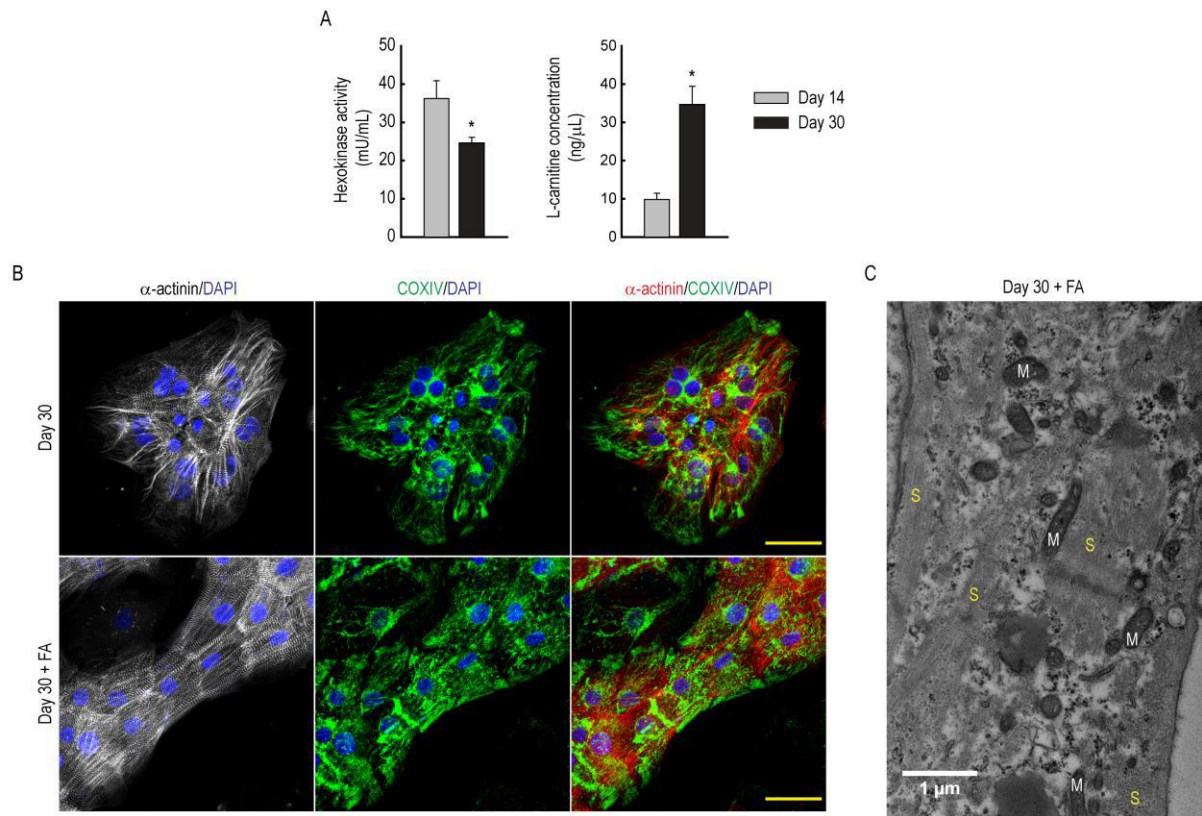 A
50
40
30
20
10
0
Hexokinase activity
(mU/mL)
*
50
40
30
20
10
0
L-carnitine concentration
(ng/μL)
*
Day 14
Day 30
B
α-actinin/DAPI
COXIV/DAPI
α-actinin/COXIV/DAPI
Day 30
Day 30 + FA
C
Day 30 + FA
M
S
M
S
S
M
M
S
1 μm